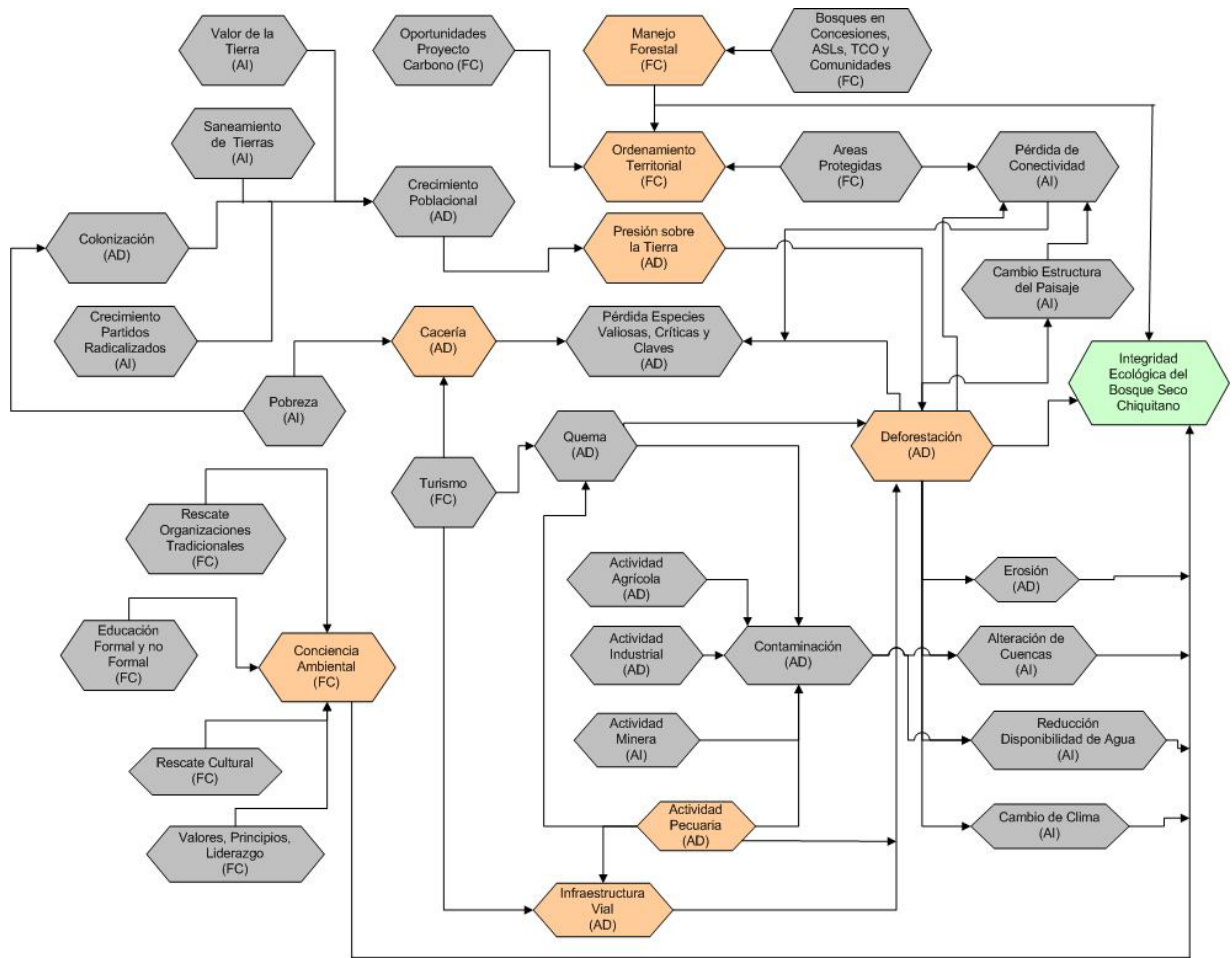 Valor de la
Tierra
(AI)
Oportunidades
Proyecto
Carbono (FC)
Manejo
Forestal
(FC)
Bosques en
Concesiones,
ASLs, TCO y
Comunidades
(FC)
Saneamiento
de Tierras
(AI)
Ordenamiento
Territorial
(FC)
Areas
Protegidas
(FC)
Pérdida de
Conectividad
(AI)
Crecimiento
Poblacional
(AD)
Colonización
(AD)
Presión sobre
la Tierra
(AD)
Cambio Estructura
del Paisaje
(AI)
Crecimiento
Partidos
Radicalizados
(AI)
Cacería
(AD)
Pérdida Especies
Valiosas, Críticas y
Claves
(AD)
Integridad
Ecológica del
Bosque Seco
Chiquitano
Pobreza
(AI)
Quema
(AD)
Deforestación
(AD)
Turismo
(FC)
Rescate
Organizaciones
Tradicionales
(FC)
Actividad
Agrícola
(AD)
Erosión
(AD)
Educación
Formal y no
Formal
(FC)
Conciencia
Ambiental
(FC)
Actividad
Industrial
(AD)
Contaminación
(AD)
Alteración de
Cuencas
(AI)
Actividad
Minera
(AI)
Reducción
Disponibilidad de Agua
(AI)
Rescate Cultural
(FC)
Actividad
Pecuaria
(AD)
Cambio de Clima
(AI)
Valores, Principios,
Liderazgo
(FC)
Infraestructura
Vial
(AD)